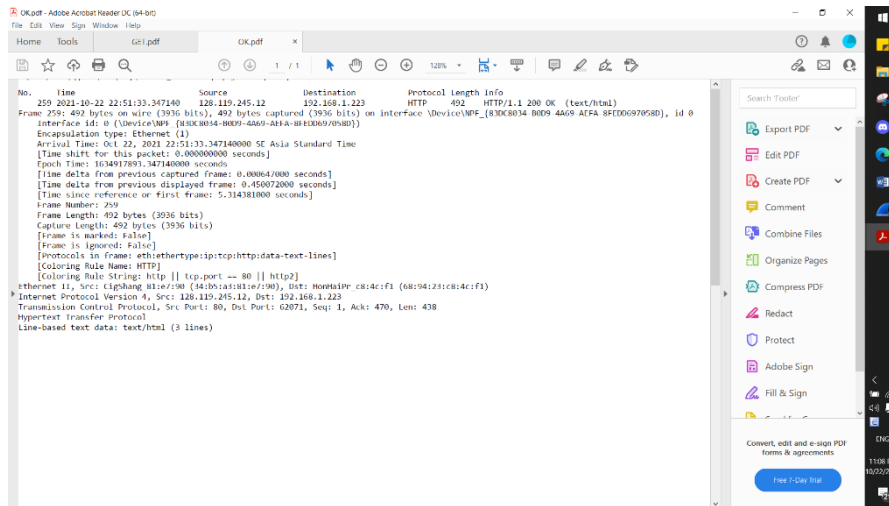 OK.pdf - Adobe Acrobat Reader DC (64-bit)
File Edit View Sign Window Help
Home Tools GET.pdf OK.pdf ×
1 / 1 128%
No. Time Source Destination Protocol Length Info
259 2021-10-22 22:51:33.347140 128.119.245.12 192.168.1.223 HTTP 492 HTTP/1.1 200 OK (text/html)
Frame 259: 492 bytes on wire (3936 bits), 492 bytes captured (3936 bits) on interface \Device\NPF_{83DC8034-B0D9-4A69-AEFA-8FEDD697058D}, id 0
Interface id: 0 (\Device\NPF_{83DC8034-B0D9-4A69-AEFA-8FEDD697058D})
Encapsulation type: Ethernet (1)
Arrival Time: Oct 22, 2021 22:51:33.347140000 SE Asia Standard Time
[Time shift for this packet: 0.000000000 seconds]
Epoch Time: 1634917893.347140000 seconds
[Time delta from previous captured frame: 0.000647000 seconds]
[Time delta from previous displayed frame: 0.450072000 seconds]
[Time since reference or first frame: 5.314381000 seconds]
Frame Number: 259
Frame Length: 492 bytes (3936 bits)
Capture Length: 492 bytes (3936 bits)
[Frame is marked: False]
[Frame is ignored: False]
[Protocols in frame: eth:ethertype:ip:tcp:http:data-text-lines]
[Coloring Rule Name: HTTP]
[Coloring Rule String: http || tcp.port == 80 || http2]
Ethernet II, Src: CigShang_81:e7:90 (34:b5:a3:81:e7:90), Dst: HonHaiPr_c8:4c:f1 (68:94:23:c8:4c:f1)
Internet Protocol Version 4, Src: 128.119.245.12, Dst: 192.168.1.223
Transmission Control Protocol, Src Port: 80, Dst Port: 62071, Seq: 1, Ack: 470, Len: 438
Hypertext Transfer Protocol
Line-based text data: text/html (3 lines)
Search 'Footer'
Export PDF
Edit PDF
Create PDF
Comment
Combine Files
Organize Pages
Compress PDF
Redact
Protect
Adobe Sign
Fill & Sign
Convert, edit and e-sign PDF
forms & agreements
Free 7-Day Trial
ENG
11:08
10/22/2